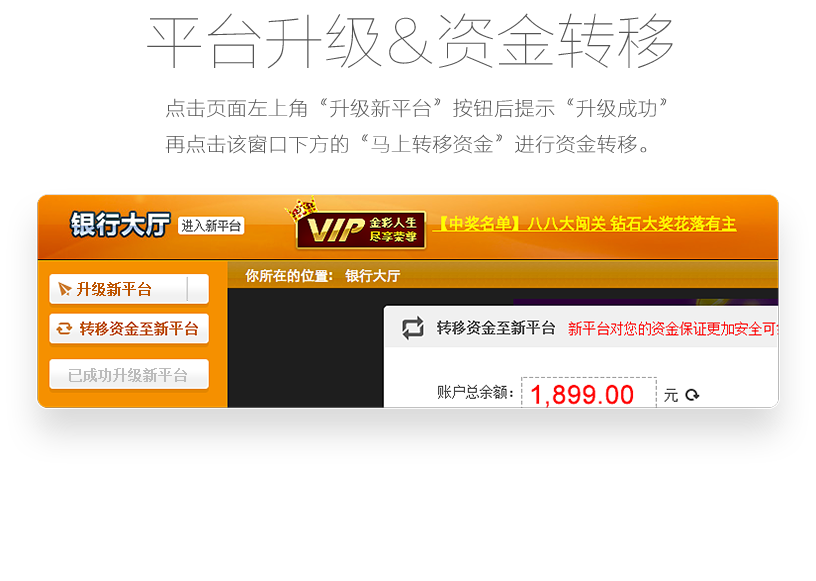 平台升级&资金转移
点击页面左上角“升级新平台”按钮后提示“升级成功”
再点击该窗口下方的“马上转移资金”进行资金转移。
银行大厅 进入新平台 VIP 金彩人生 尽享荣尊 【中奖名单】八八大闯关 钻石大奖花落有主
你所在的位置： 银行大厅
升级新平台
转移资金至新平台
已成功升级新平台
转移资金至新平台 新平台对您的资金保证更加安全可
账户总余额： 1,899.00 元